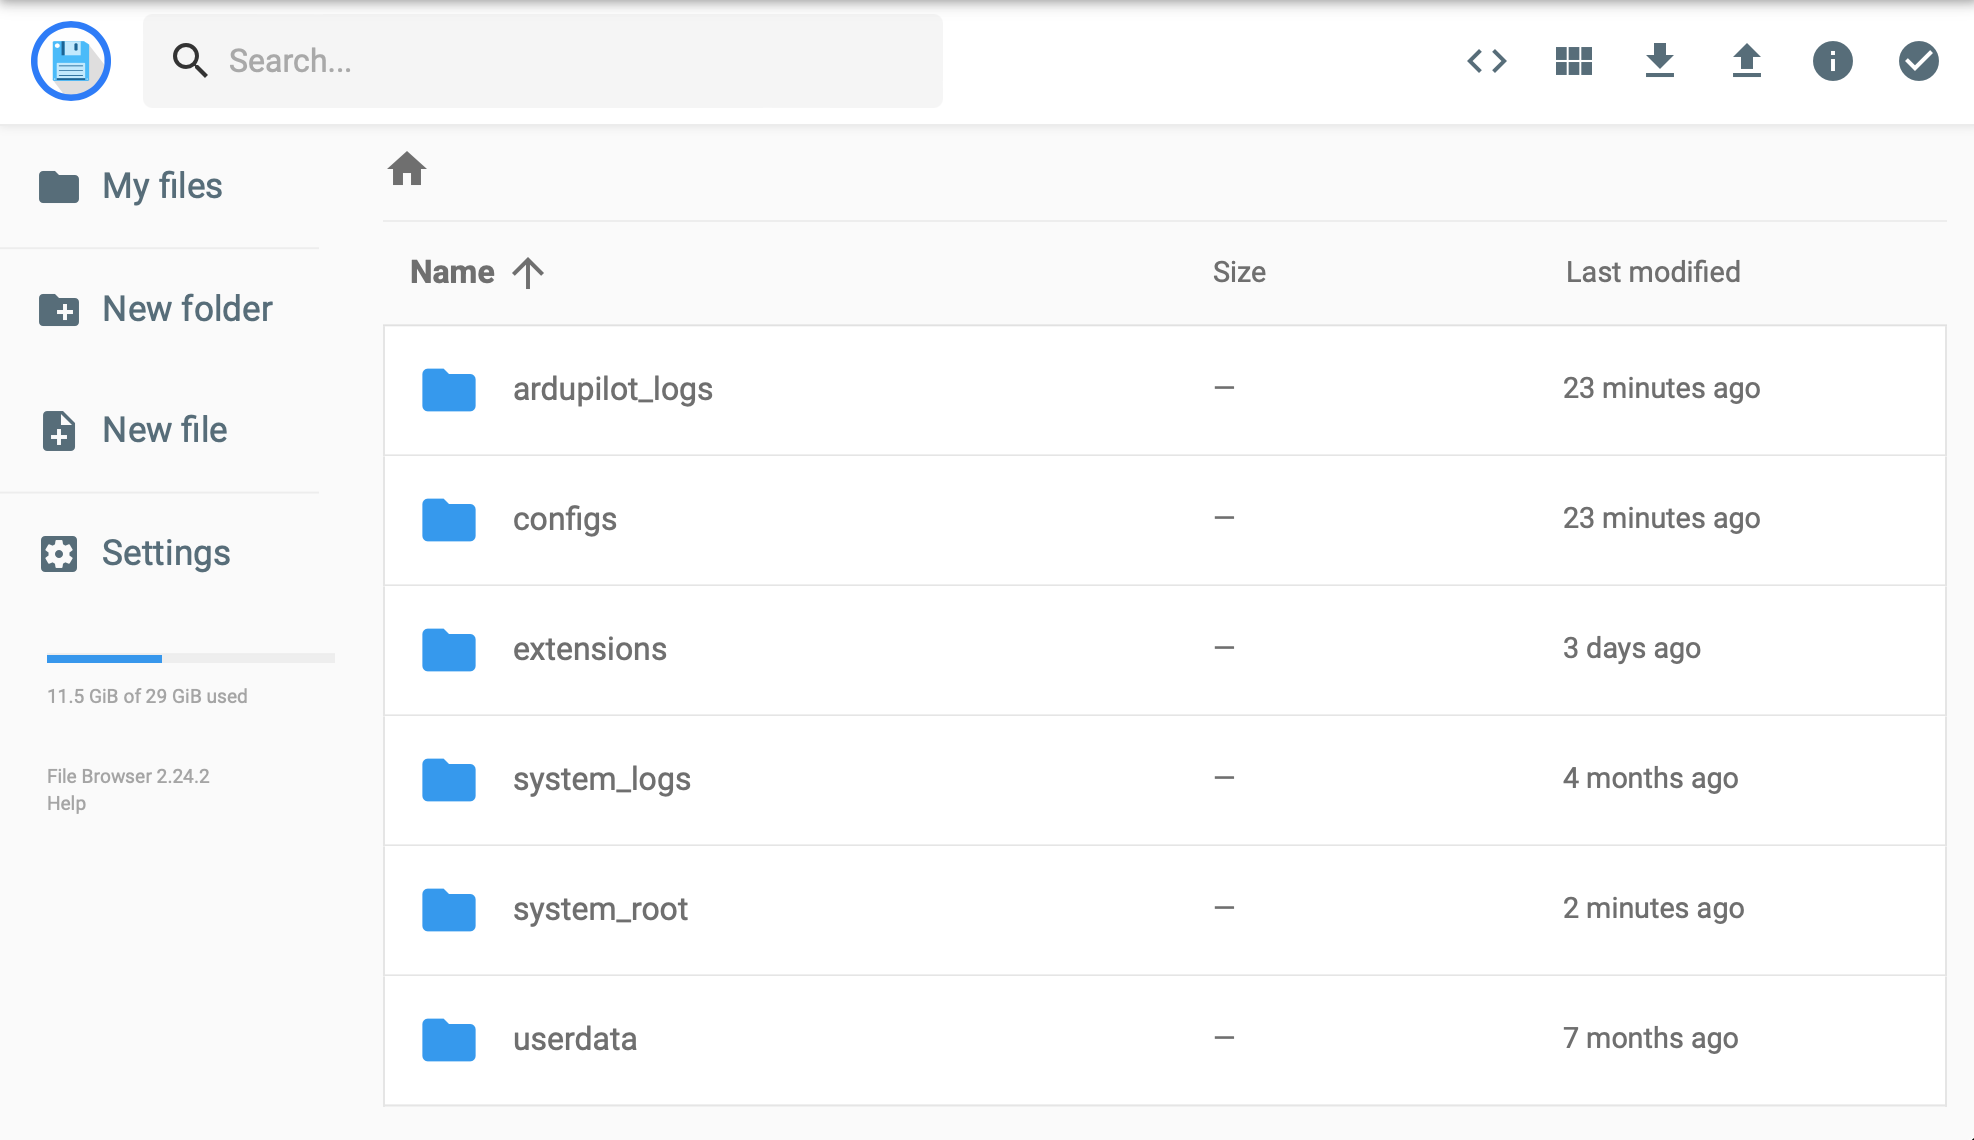 Search...
My files
New folder
New file
Settings
11.5 GiB of 29 GiB used
File Browser 2.24.2
Help
Name Size Last modified
ardupilot_logs — 23 minutes ago
configs — 23 minutes ago
extensions — 3 days ago
system_logs — 4 months ago
system_root — 2 minutes ago
userdata — 7 months ago